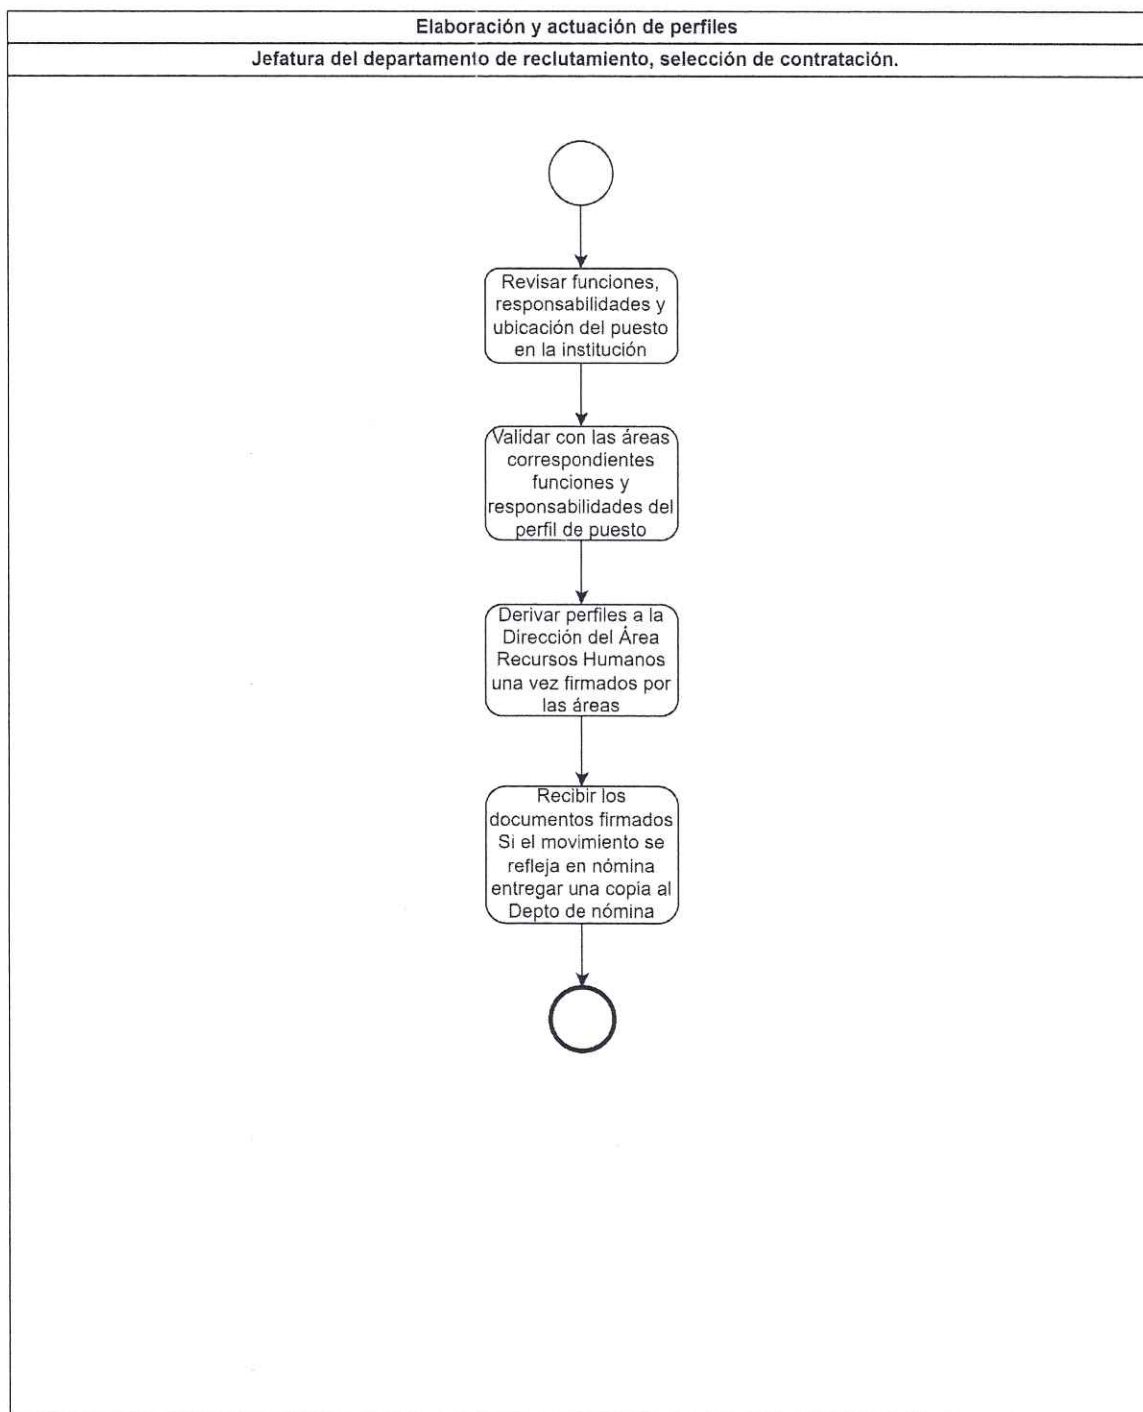 Elaboración y actuación de perfiles
Jefatura del departamento de reclutamiento, selección de contratación.
Revisar funciones,
responsabilidades y
ubicación del puesto
en la institución
Validar con las áreas
correspondientes
funciones y
responsabilidades del
perfil de puesto
Derivar perfiles a la
Dirección del Área
Recursos Humanos
una vez firmados por
las áreas
Recibir los
documentos firmados
Si el movimiento se
refleja en nómina
entregar una copia al
Depto de nómina